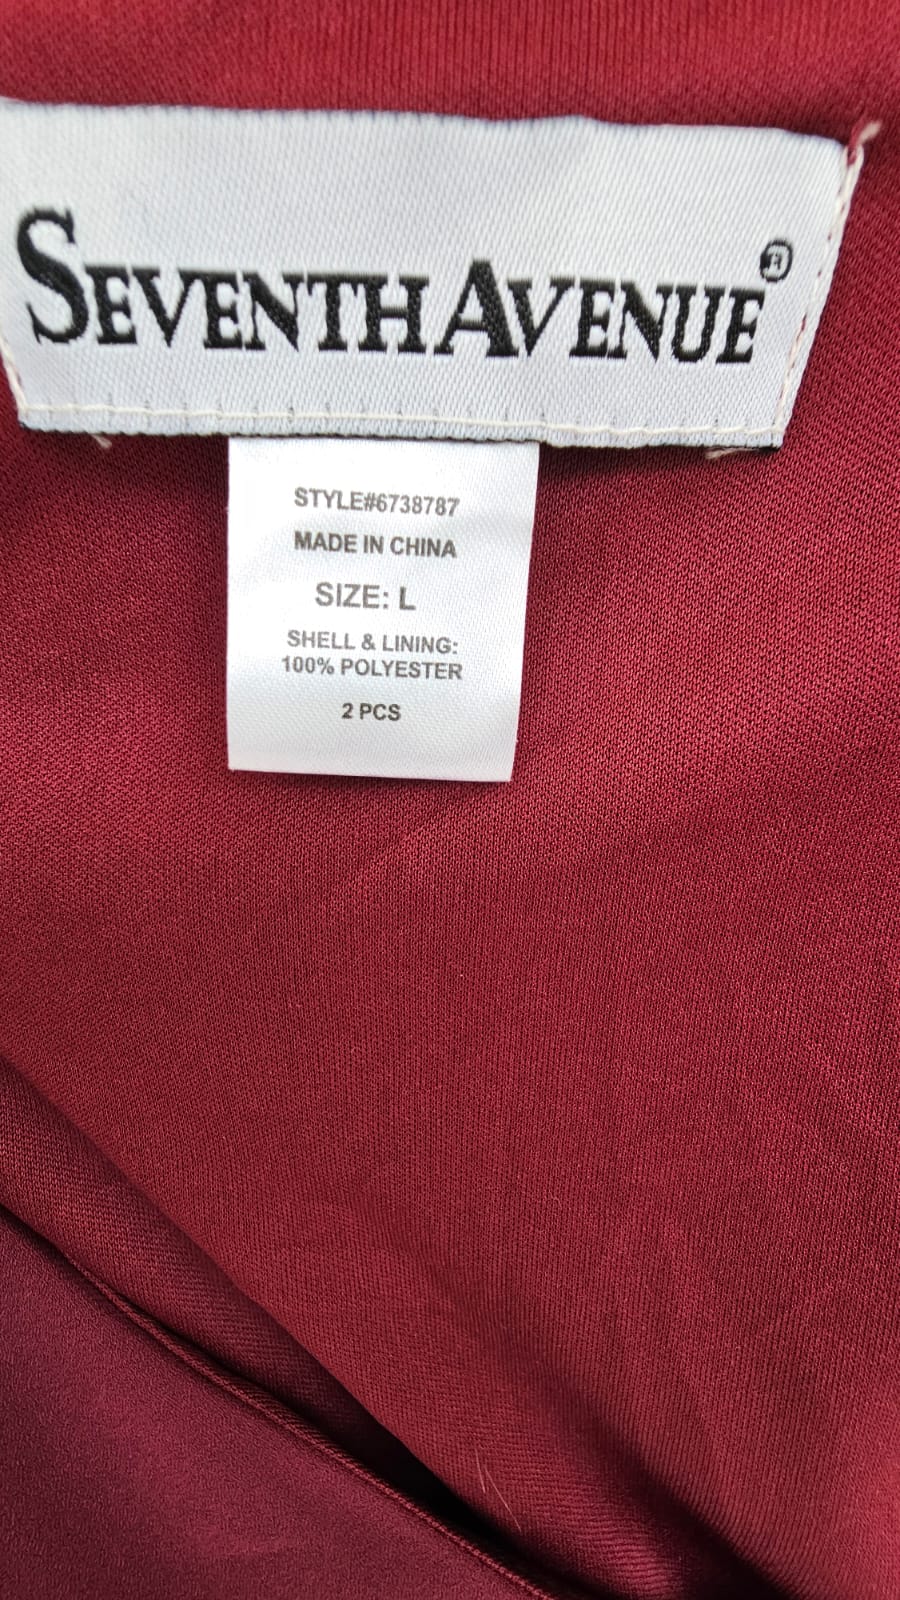 SEVENTH AVENUE®
STYLE#6738787
MADE IN CHINA
SIZE: L
SHELL & LINING:
100% POLYESTER
2 PCS